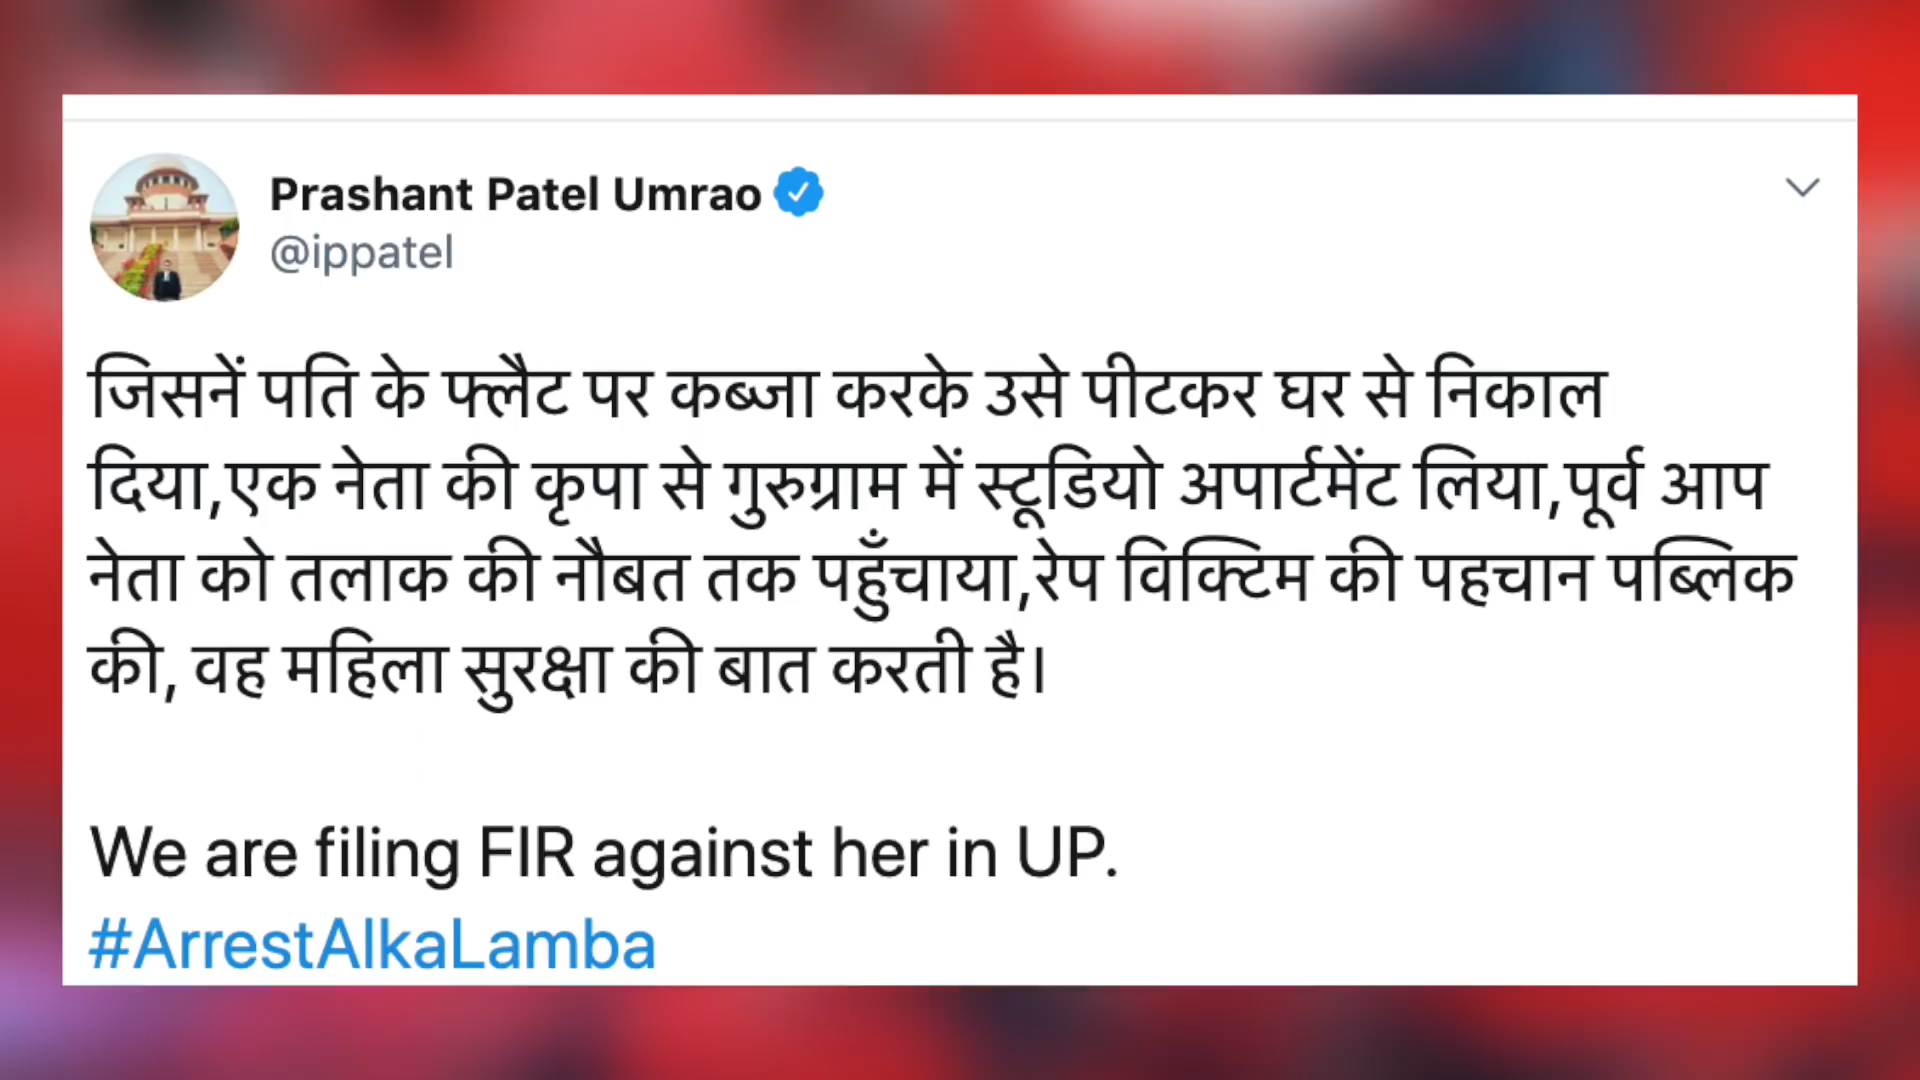 Prashant Patel Umrao
@ippatel
जिसनें पति के फ्लैट पर कब्जा करके उसे पीटकर घर से निकाल
दिया,एक नेता की कृपा से गुरुग्राम में स्टूडियो अपार्टमेंट लिया,पूर्व आप
नेता को तलाक की नौबत तक पहुँचाया,रेप विक्टिम की पहचान पब्लिक
की, वह महिला सुरक्षा की बात करती है।
We are filing FIR against her in UP.
#ArrestAlkaLamba